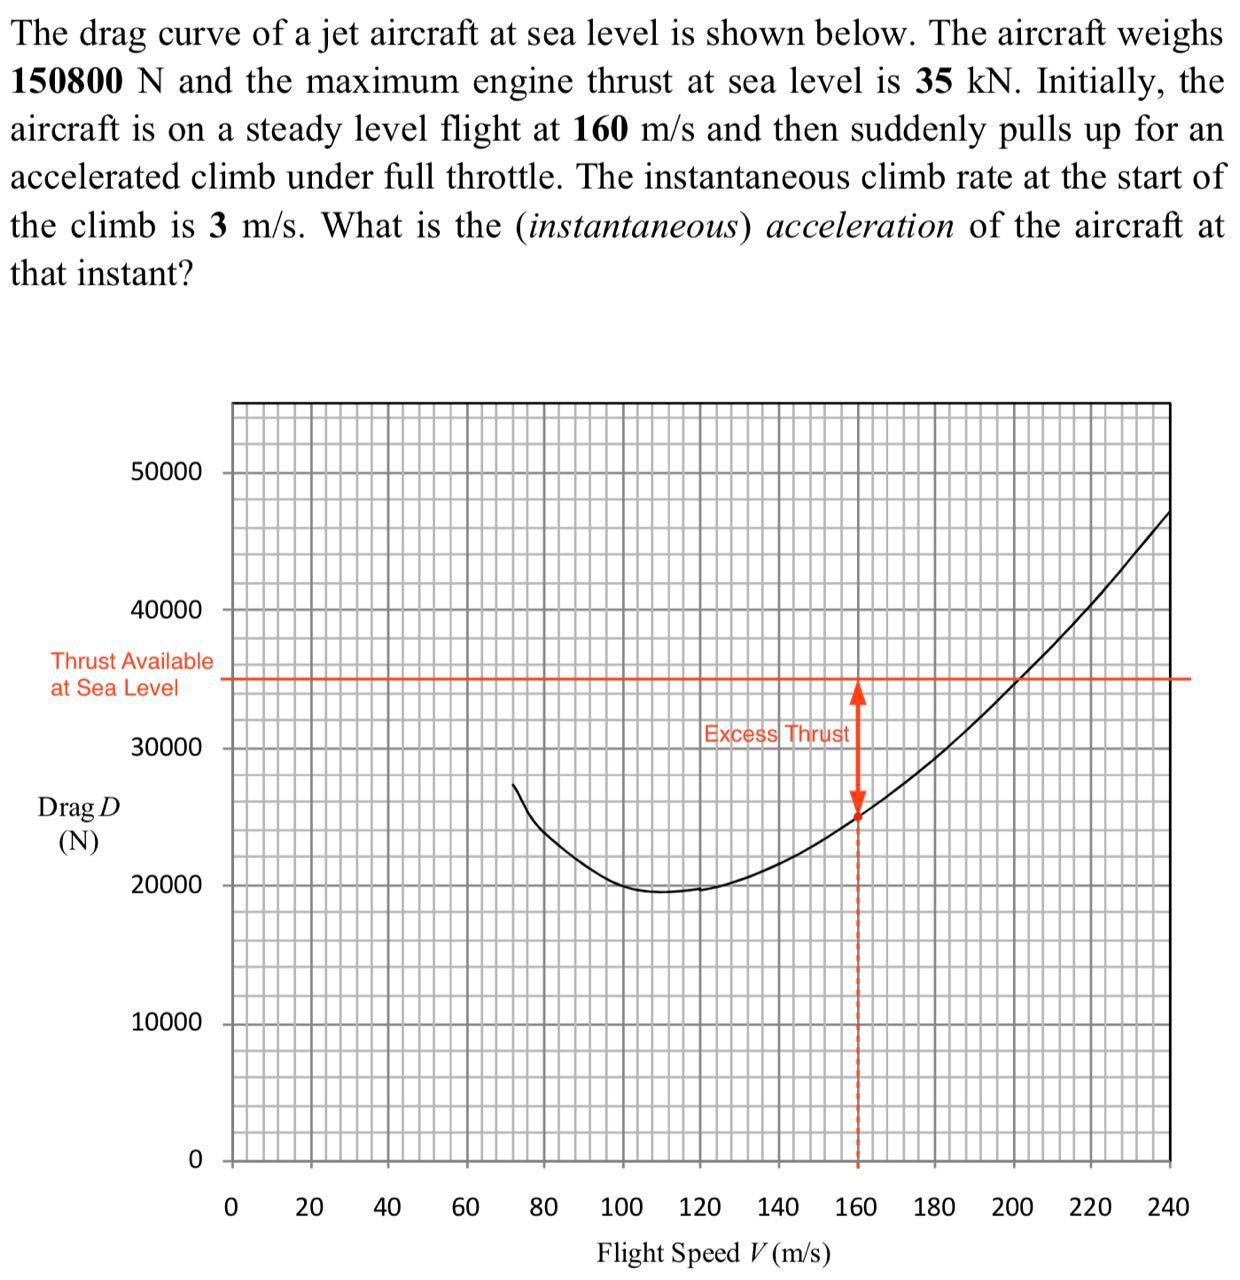 The drag curve of a jet aircraft at sea level is shown below. The aircraft weighs
150800 N and the maximum engine thrust at sea level is 35 kN. Initially, the
aircraft is on a steady level flight at 160 m/s and then suddenly pulls up for an
accelerated climb under full throttle. The instantaneous climb rate at the start of
the climb is 3 m/s. What is the (instantaneous) acceleration of the aircraft at
that instant?
50000
40000
Thrust Available
at Sea Level
Excess Thrust
30000
Drag D
(N)
20000
10000
0
0 20 40 60 80 100 120 140 160 180 200 220 240
Flight Speed V (m/s)